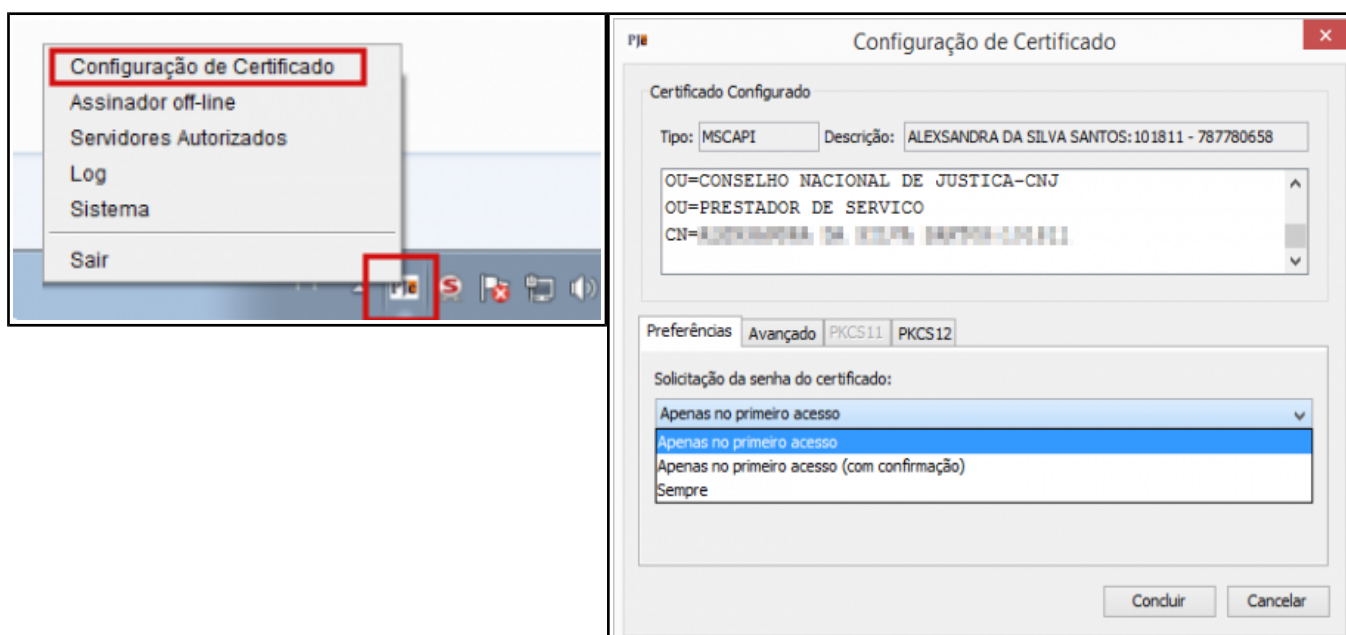 Configuração de Certificado
Assinador off-line
Servidores Autorizados
Log
Sistema
Sair
PJe
PJe
Configuração de Certificado
Certificado Configurado
Tipo: MSCAPI Descrição: ALEXSANDRA DA SILVA SANTOS:101811 - 787780658
OU=CONSELHO NACIONAL DE JUSTICA-CNJ
OU=PRESTADOR DE SERVICO
CN=
Preferências Avançado PKCS11 PKCS12
Solicitação da senha do certificado:
Apenas no primeiro acesso
Apenas no primeiro acesso
Apenas no primeiro acesso (com confirmação)
Sempre
Concluir Cancelar